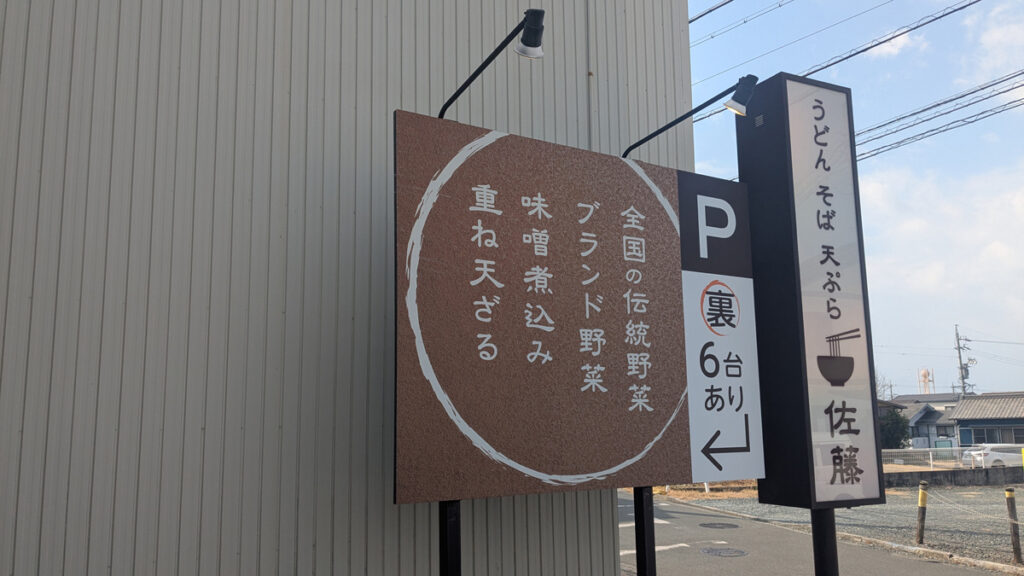 全国の伝統野菜
ブランド野菜
味噌煮込み
重ね天ざる
P
裏
6台
あり
うどん そば 天ぷら
佐藤